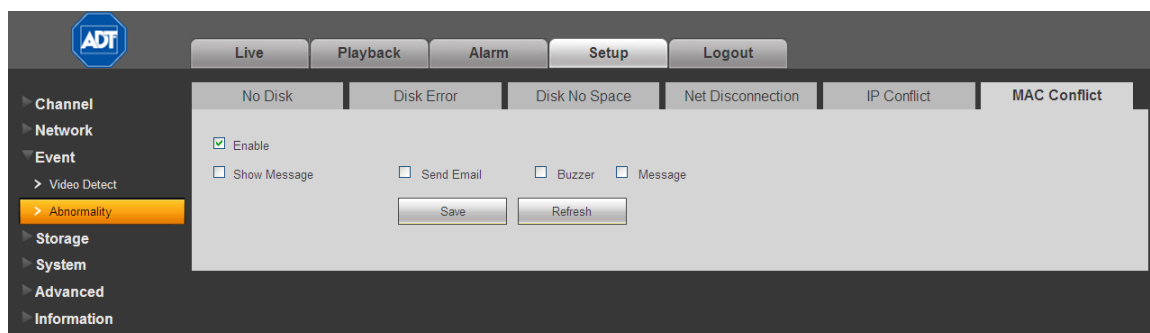 ADT
Live Playback Alarm Setup Logout
No Disk Disk Error Disk No Space Net Disconnection IP Conflict MAC Conflict
Channel
Network
Event
Video Detect
Abnormality
Storage
System
Advanced
Information
Enable
Show Message Send Email Buzzer Message
Save Refresh